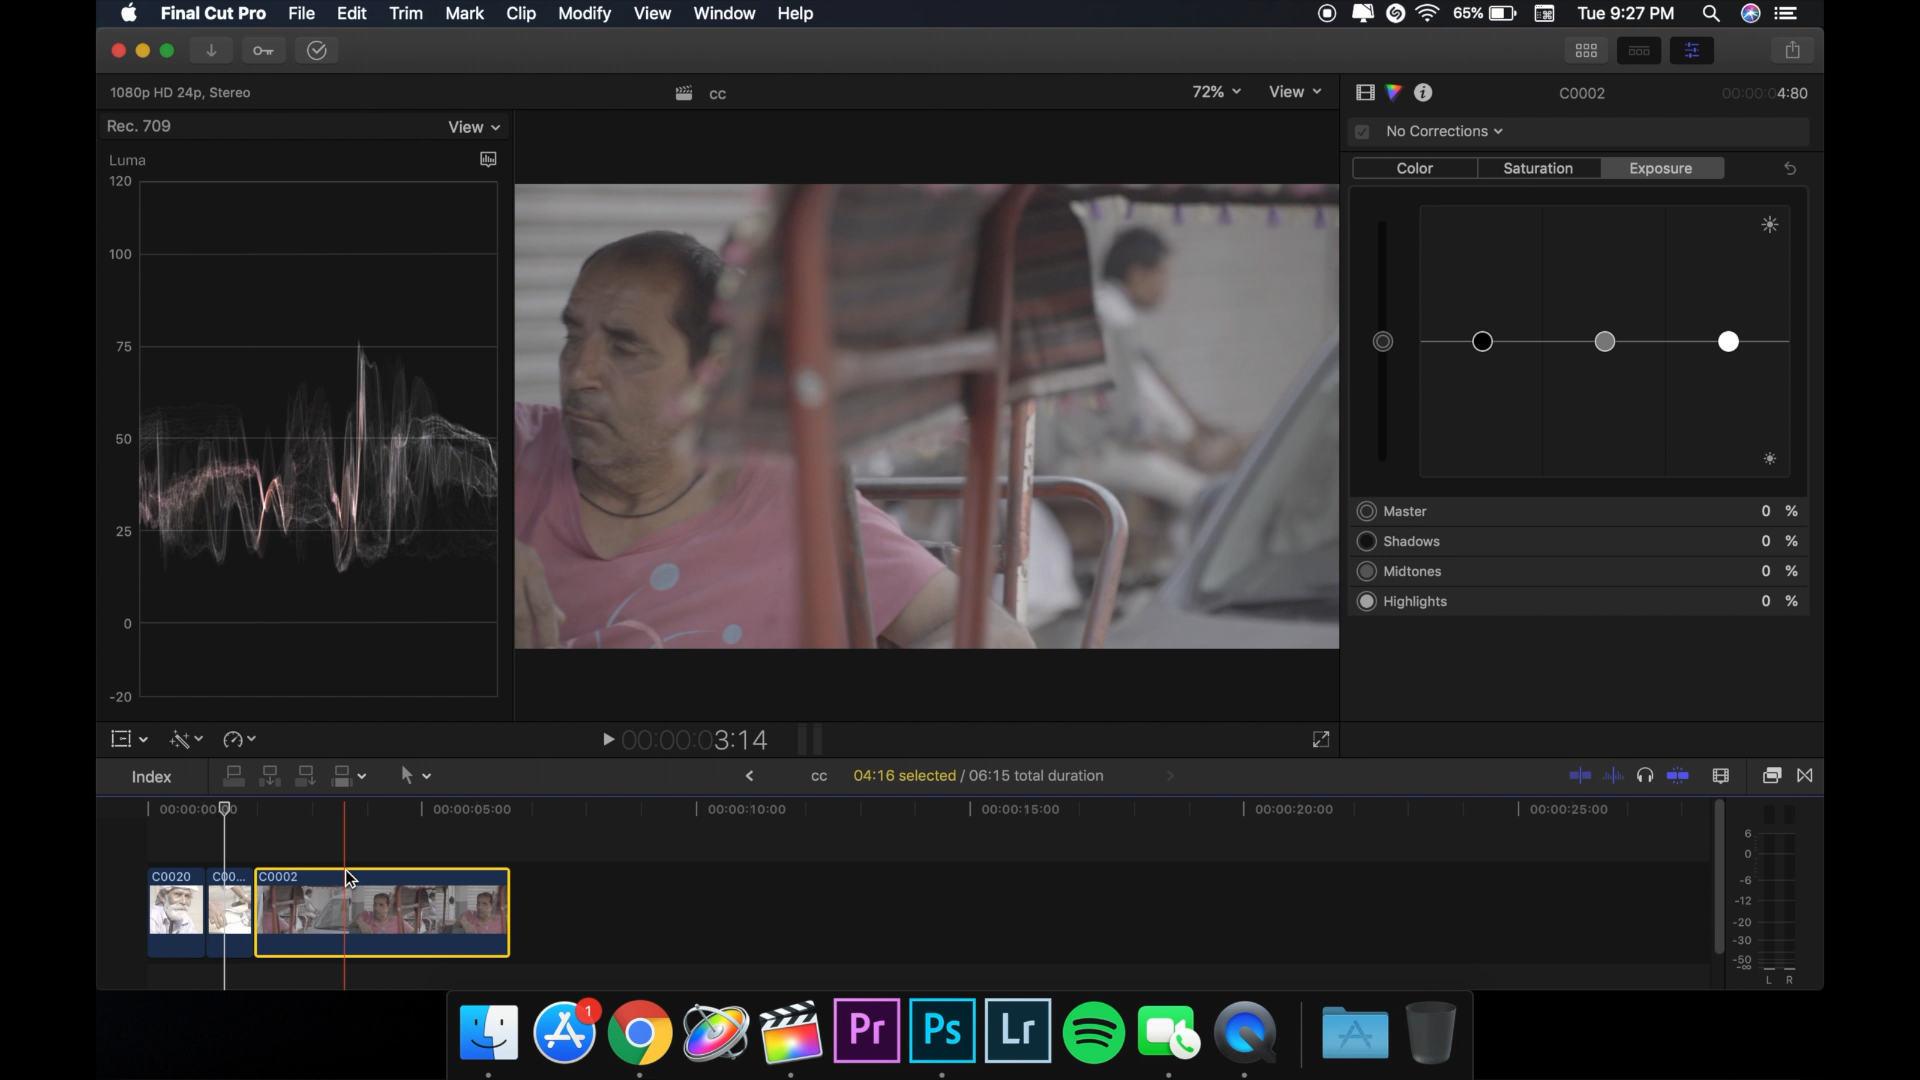 Final Cut Pro File Edit Trim Mark Clip Modify View Window Help 65% Tue 9:27 PM
1080p HD 24p, Stereo cc 72% View C0002 00:00:04:80
Rec. 709 View No Corrections
Luma Color Saturation Exposure
120
100
75
50
25
0
-20
Master 0 %
Shadows 0 %
Midtones 0 %
Highlights 0 %
00:00:03:14
Index cc 04:16 selected / 06:15 total duration
00:00:00:00 00:00:05:00 00:00:10:00 00:00:15:00 00:00:20:00 00:00:25:00
6
0
-6
-12
-20
-30
-50
-∞
L R
C0020 C00... C0002
1
Pr Ps Lr